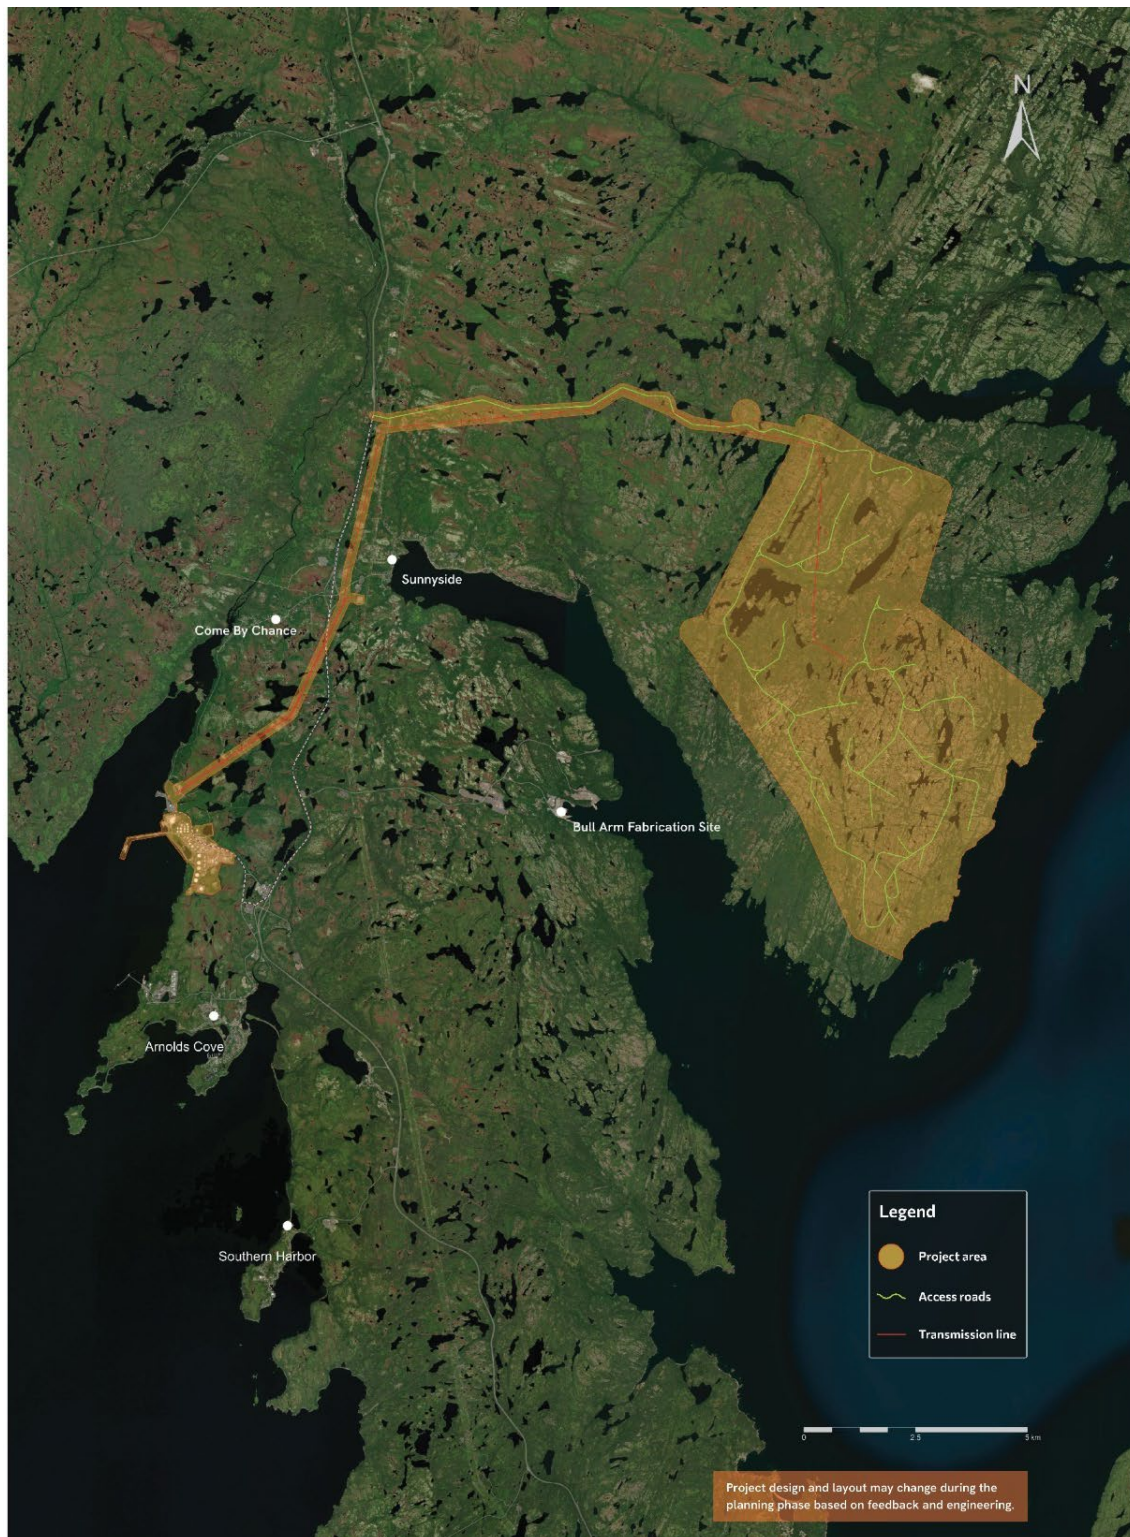 N
Sunnyside
Come By Chance
Bull Arm Fabrication Site
Arnolds Cove
Southern Harbor
Legend
Project area
Access roads
Transmission line
0 2.5 5 km
Project design and layout may change during the
planning phase based on feedback and engineering.